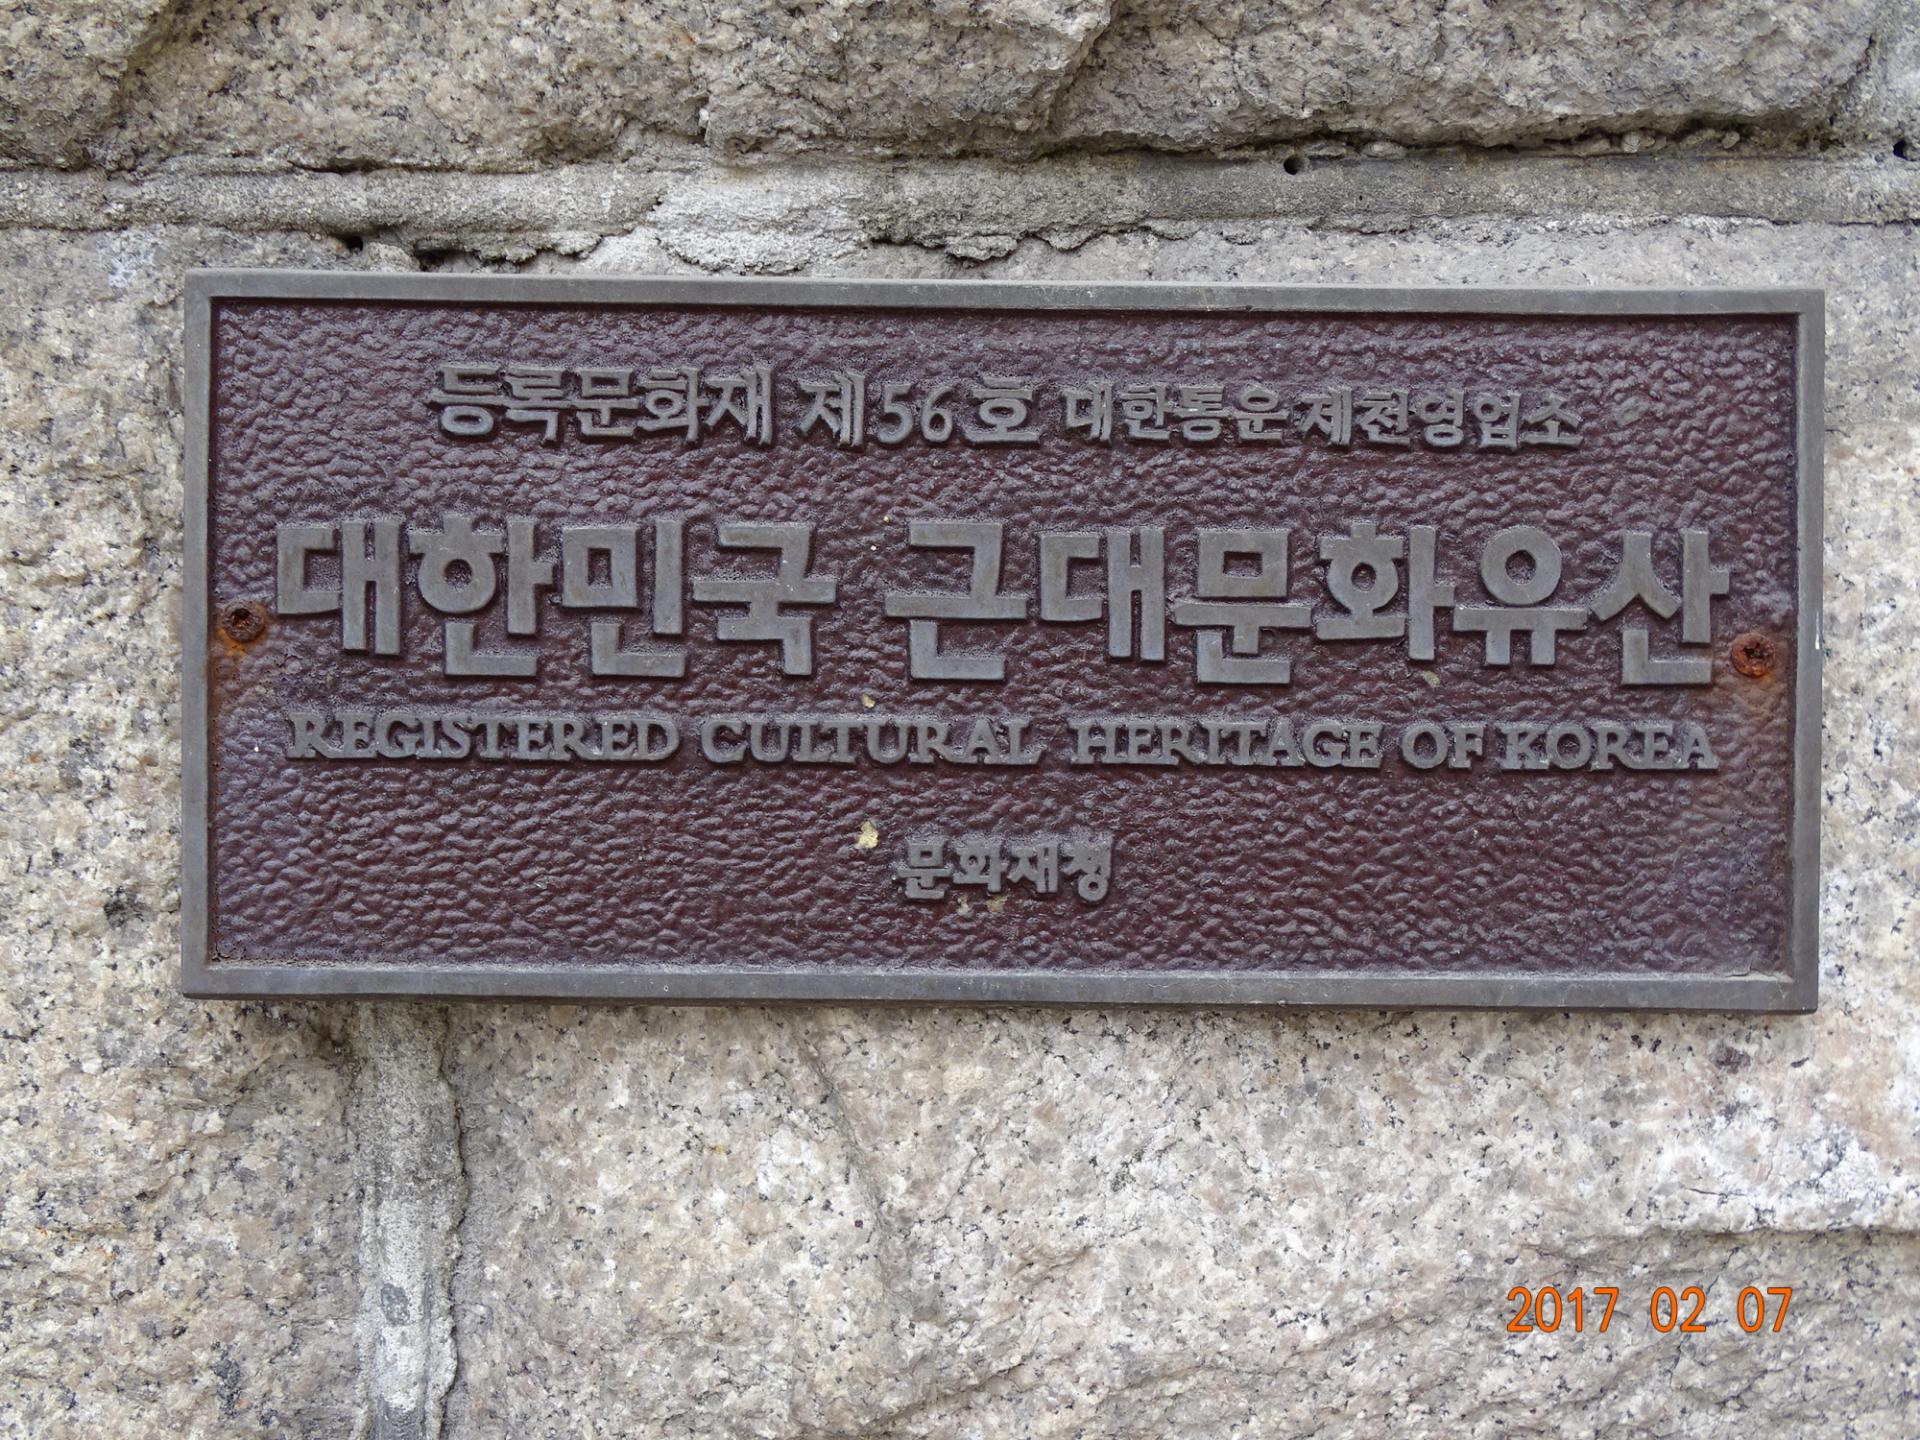 등록문화재 제56호 대한통운제천영업소
대한민국 근대문화유산
REGISTERED CULTURAL HERITAGE OF KOREA
문화재청
2017 02 07